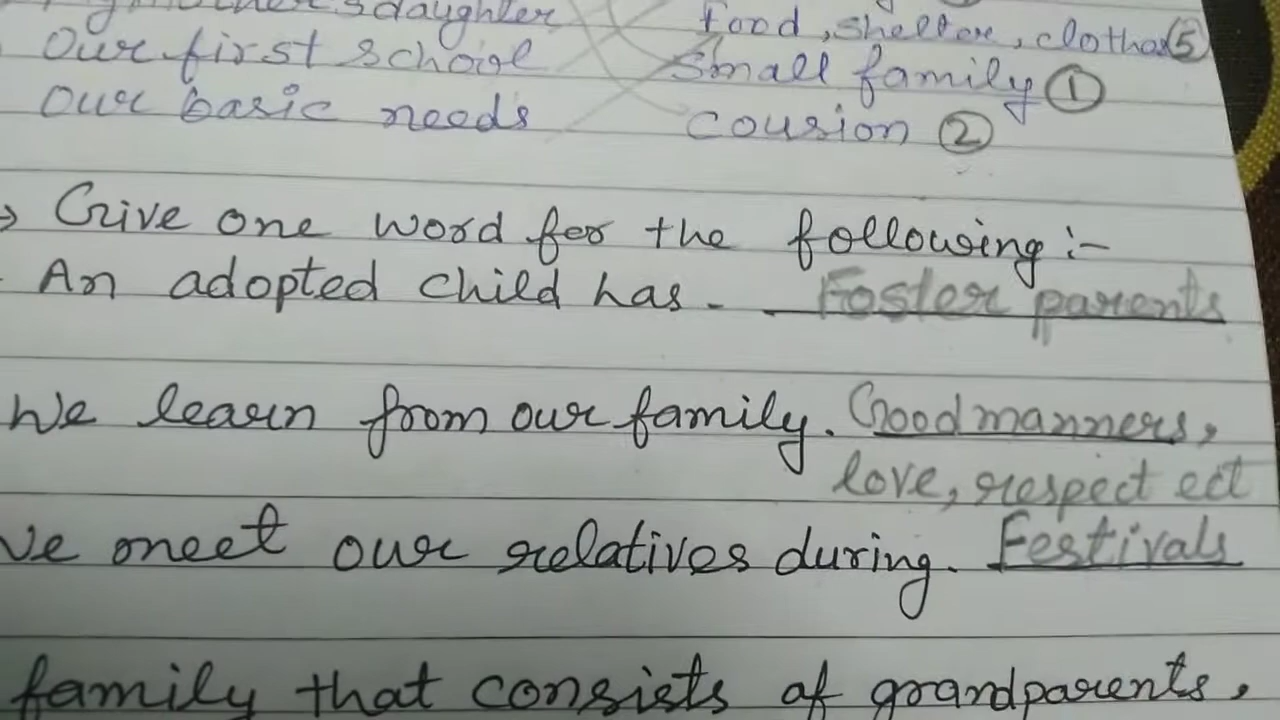 daughter food, shelter, clothes 5
Our first school small family 1
Our basic needs cousion 2
→ Give one word for the following :-
An adopted child has - Foster parents
We learn from our family. Good manners,
love, respect ect
we meet our relatives during. Festivals
family that consists of grandparents,